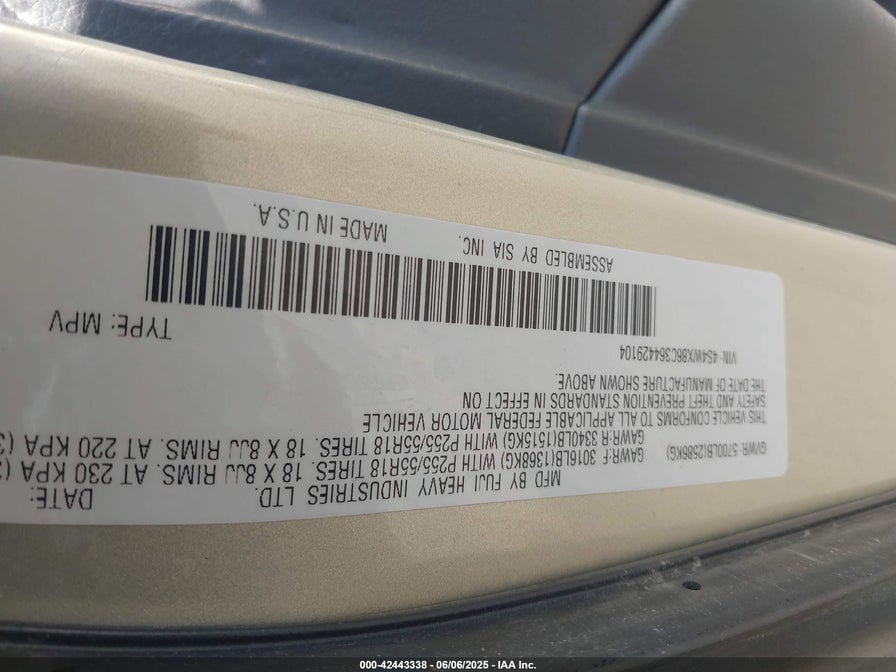 MFD BY FUJI HEAVY INDUSTRIES LTD. DATE:
GVWR: 5700LB(2586KG)
GAWR:F 3016LB(1368KG) WITH P255/55R18 TIRES. 18 X 8JJ RIMS. AT 230 KPA (3
GAWR:R 3340LB(1515KG) WITH P255/55R18 TIRES. 18 X 8JJ RIMS. AT 220 KPA (3
THIS VEHICLE CONFORMS TO ALL APPLICABLE FEDERAL MOTOR VEHICLE
SAFETY AND THEFT PREVENTION STANDARDS IN EFFECT ON
THE DATE OF MANUFACTURE SHOWN ABOVE.
VIN: 4S4WX86C364429104 TYPE: MPV
ASSEMBLED BY SIA INC. MADE IN U.S.A.
000-42443338 - 06/06/2025 - IAA Inc.